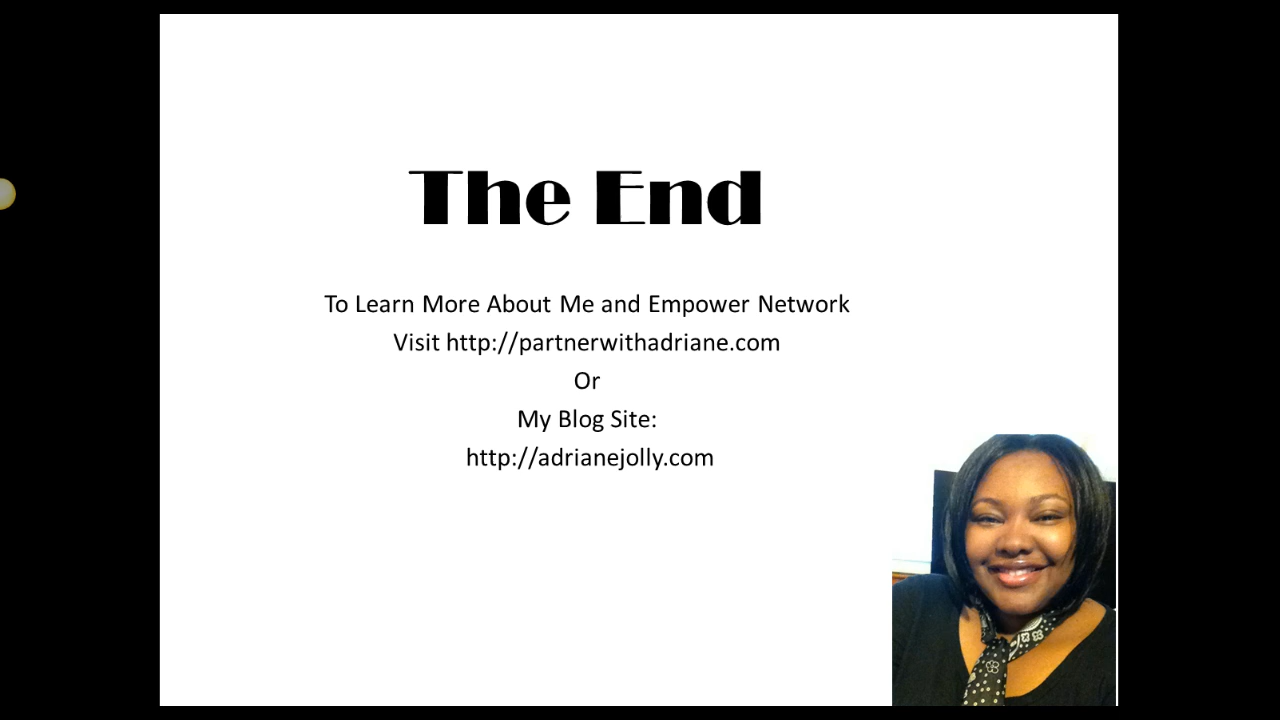 The End
To Learn More About Me and Empower Network
Visit http://partnerwithadriane.com
Or
My Blog Site:
http://adrianejolly.com